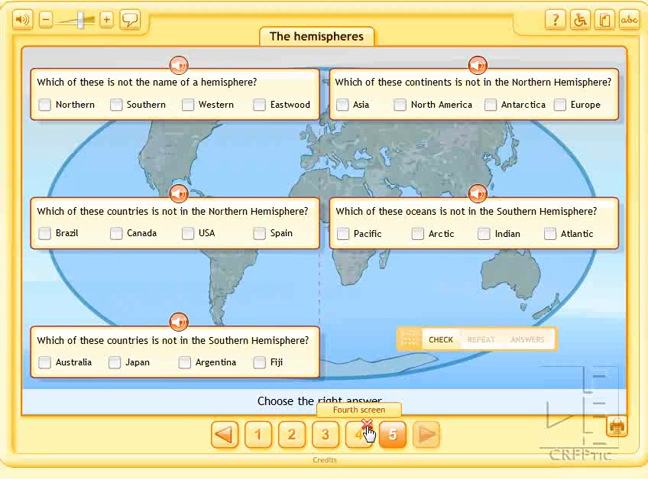 abc
The hemispheres
Which of these is not the name of a hemisphere?
Northern Southern Western Eastwood
Which of these continents is not in the Northern Hemisphere?
Asia North America Antarctica Europe
Which of these countries is not in the Northern Hemisphere?
Brazil Canada USA Spain
Which of these oceans is not in the Southern Hemisphere?
Pacific Arctic Indian Atlantic
Which of these countries is not in the Southern Hemisphere?
Australia Japan Argentina Fiji
CHECK REPEAT ANSWERS
Choose the right answer
Fourth screen
1 2 3 4 5
Credits